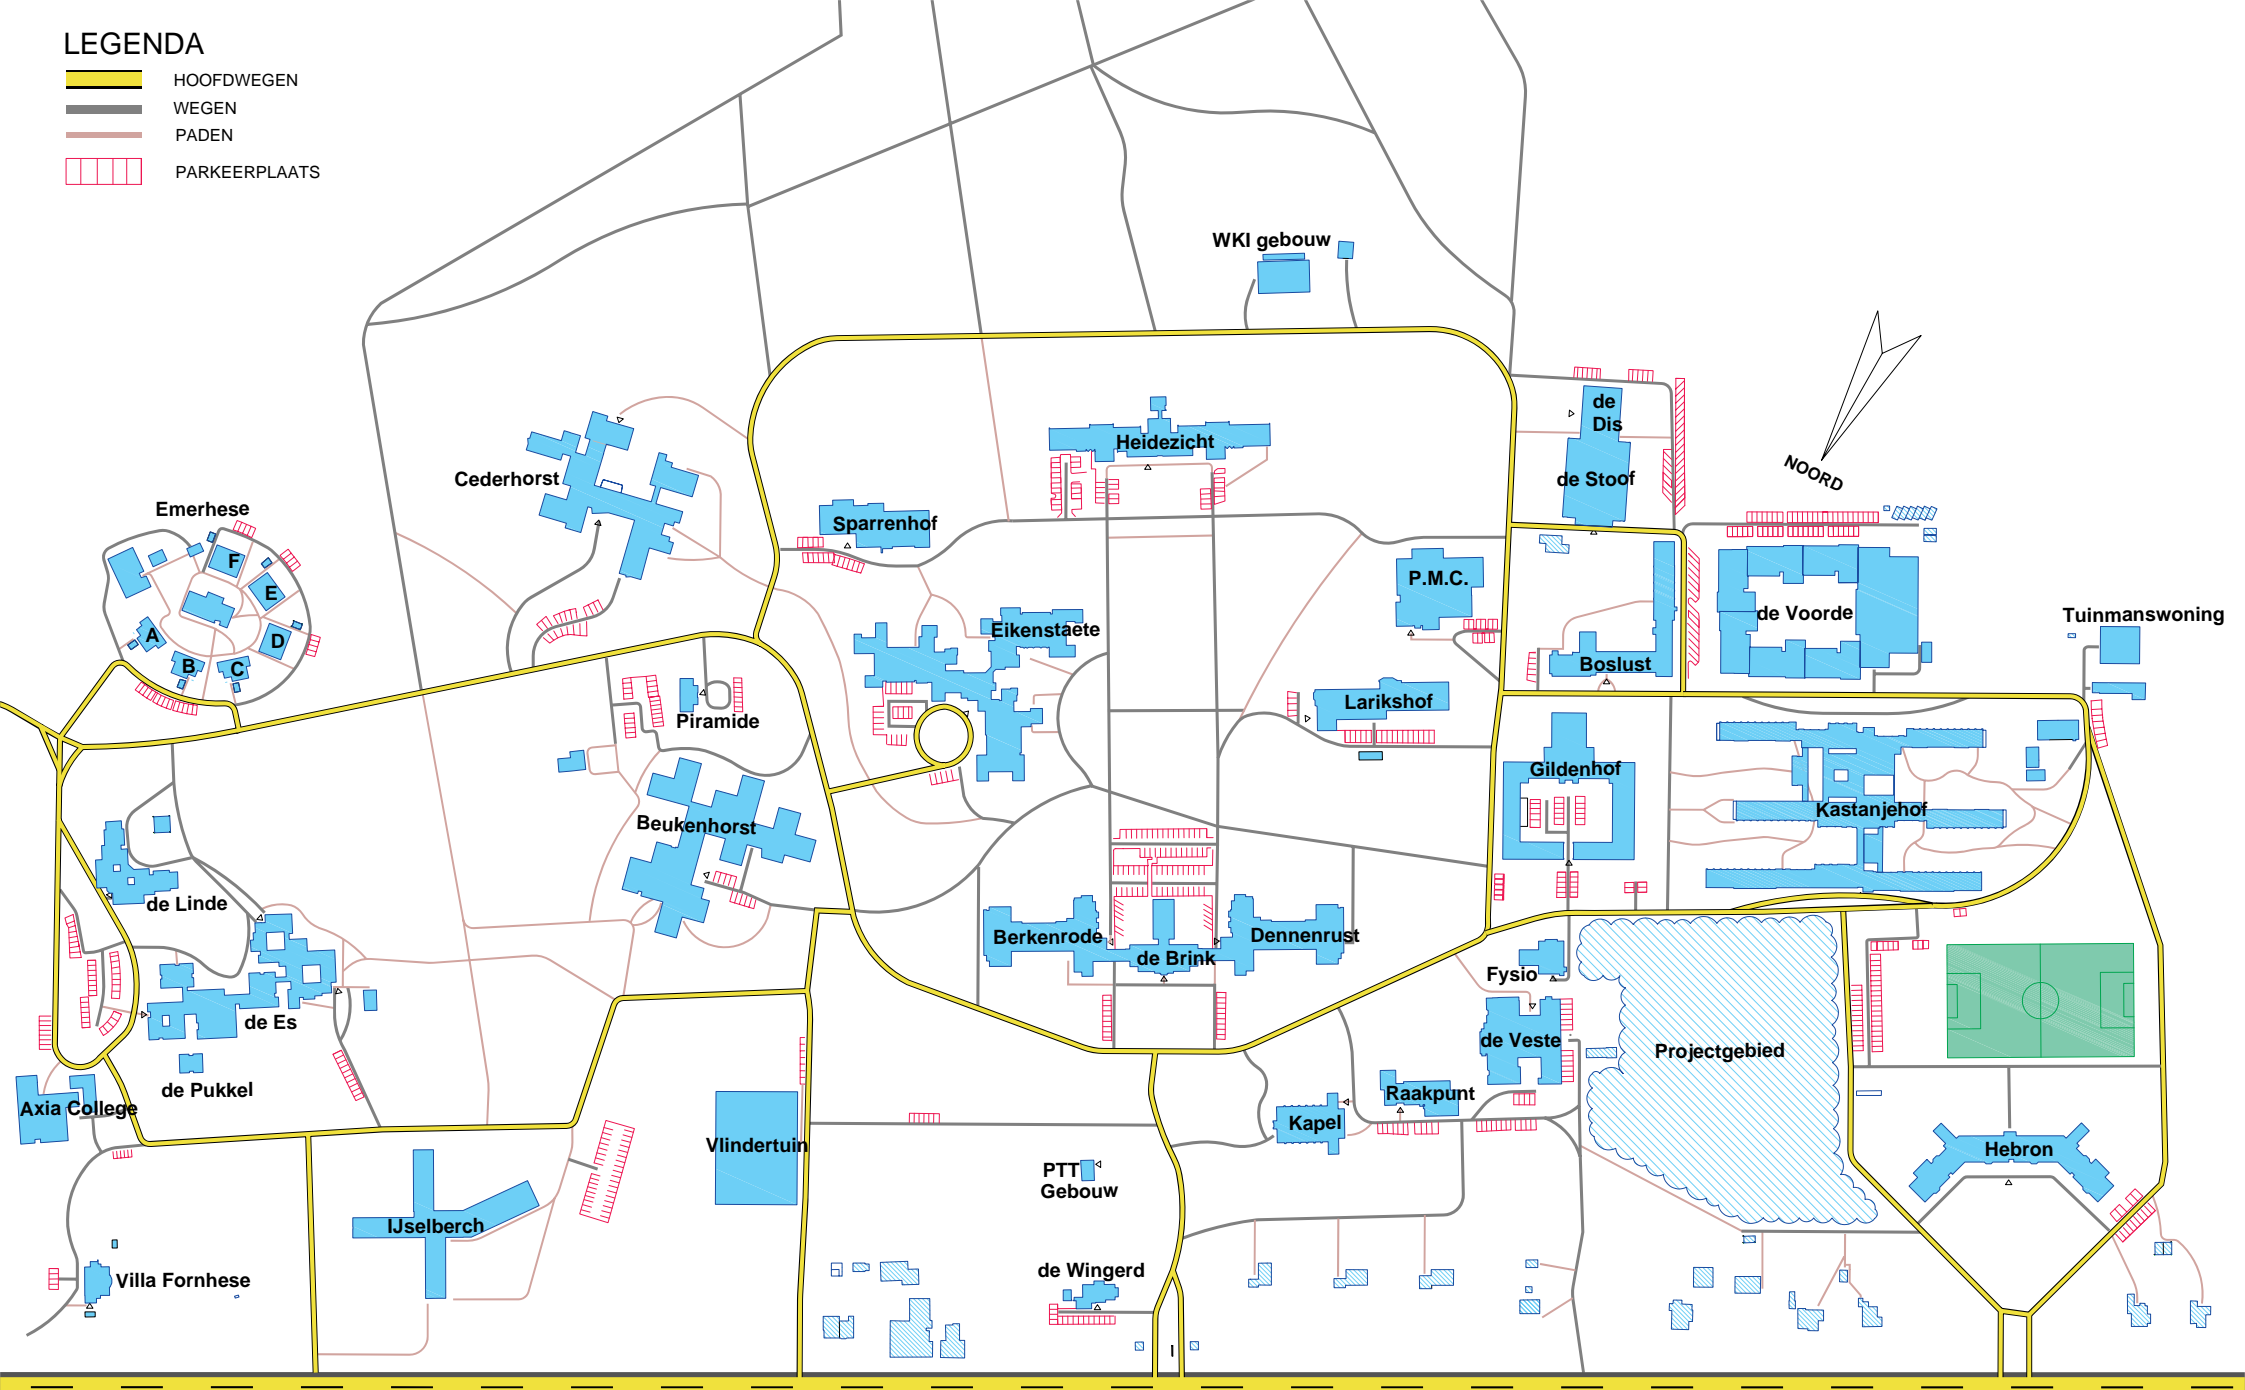 LEGENDA
HOOFDWEGEN
WEGEN
PADEN
PARKEERPLAATS
WKI gebouw
de
Dis
Heidezicht
Cederhorst
de Stoof
NOORD
Emerhese
Sparrenhof
F
E
P.M.C.
de Voorde
Tuinmanswoning
A
D
Eikenstaete
B
C
Boslust
Larikshof
Piramide
Gildenhof
Kastanjehof
Beukenhorst
de Linde
Berkenrode
Dennenrust
de Brink
Fysio
de Es
de Veste
Projectgebied
de Pukkel
Raakpunt
Axia College
Kapel
Vlindertuin
Hebron
PTT
Gebouw
IJselberch
de Wingerd
Villa Fornhese